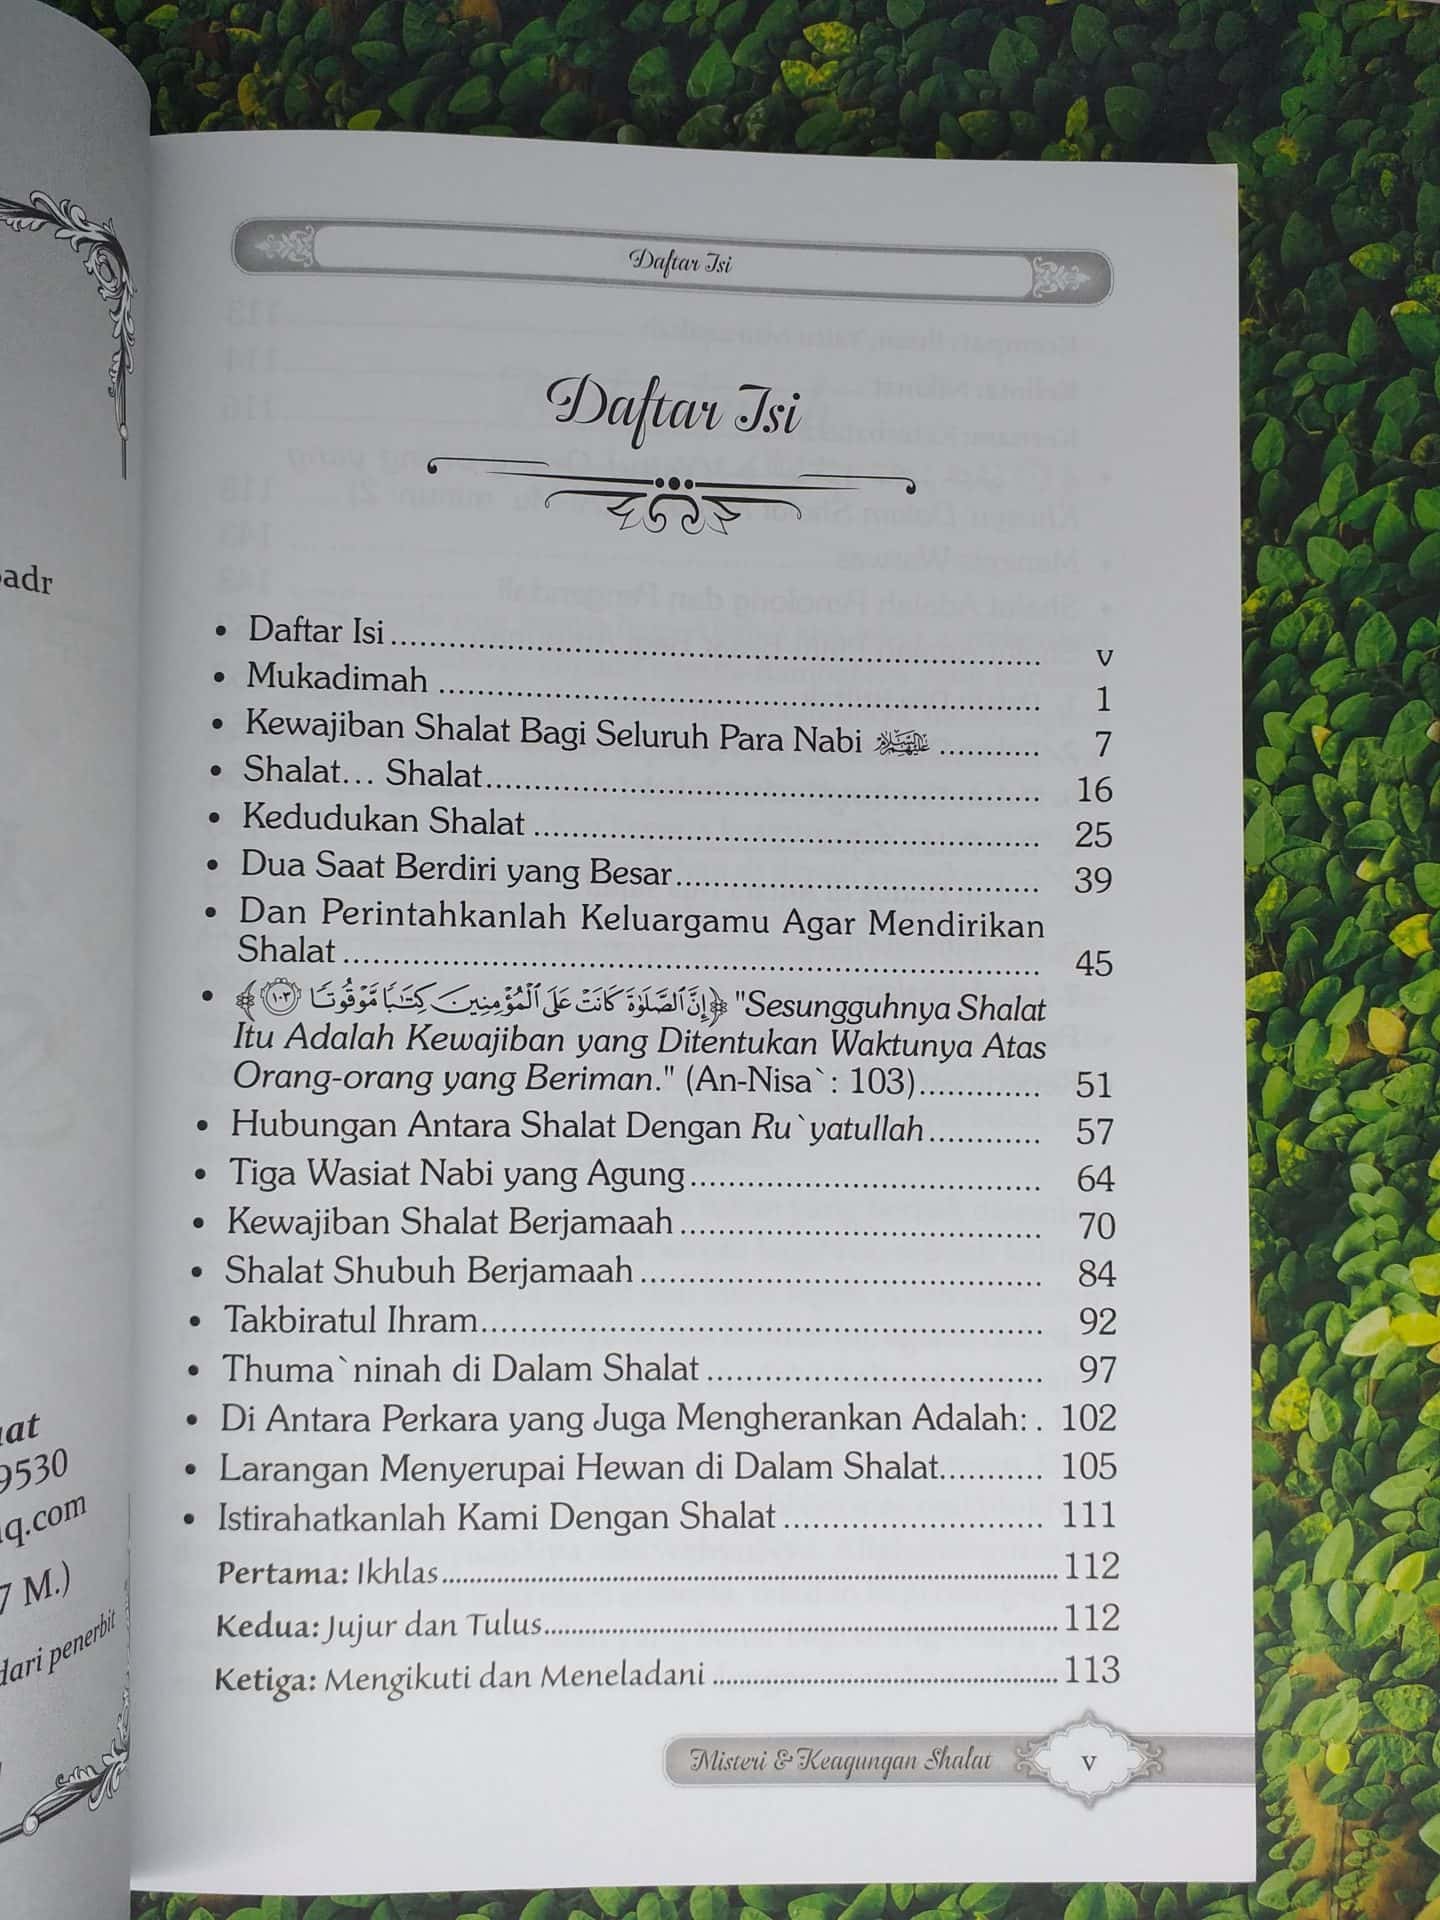 badr
uat
9530
aq.com
7 M.)
dari penerbit
Daftar Isi
Daftar Isi
• Daftar Isi .................... v
• Mukadimah .................... 1
• Kewajiban Shalat Bagi Seluruh Para Nabi عليهم السلام .......... 7
• Shalat... Shalat .................... 16
• Kedudukan Shalat .................... 25
• Dua Saat Berdiri yang Besar .................... 39
• Dan Perintahkanlah Keluargamu Agar Mendirikan
Shalat .................... 45
• ﴿إِنَّ ٱلصَّلَوٰةَ كَانَتْ عَلَى ٱلْمُؤْمِنِينَ كِتَٰبًا مَّوْقُوتًا ١٠٣﴾ "Sesungguhnya Shalat
Itu Adalah Kewajiban yang Ditentukan Waktunya Atas
Orang-orang yang Beriman." (An-Nisa`: 103) ............ 51
• Hubungan Antara Shalat Dengan Ru`yatullah ............ 57
• Tiga Wasiat Nabi yang Agung .................... 64
• Kewajiban Shalat Berjamaah .................... 70
• Shalat Shubuh Berjamaah .................... 84
• Takbiratul Ihram .................... 92
• Thuma`ninah di Dalam Shalat .................... 97
• Di Antara Perkara yang Juga Mengherankan Adalah: . 102
• Larangan Menyerupai Hewan di Dalam Shalat .......... 105
• Istirahatkanlah Kami Dengan Shalat .................... 111
Pertama: Ikhlas .................... 112
Kedua: Jujur dan Tulus .................... 112
Ketiga: Mengikuti dan Meneladani .................... 113
Misteri & Keagungan Shalat v